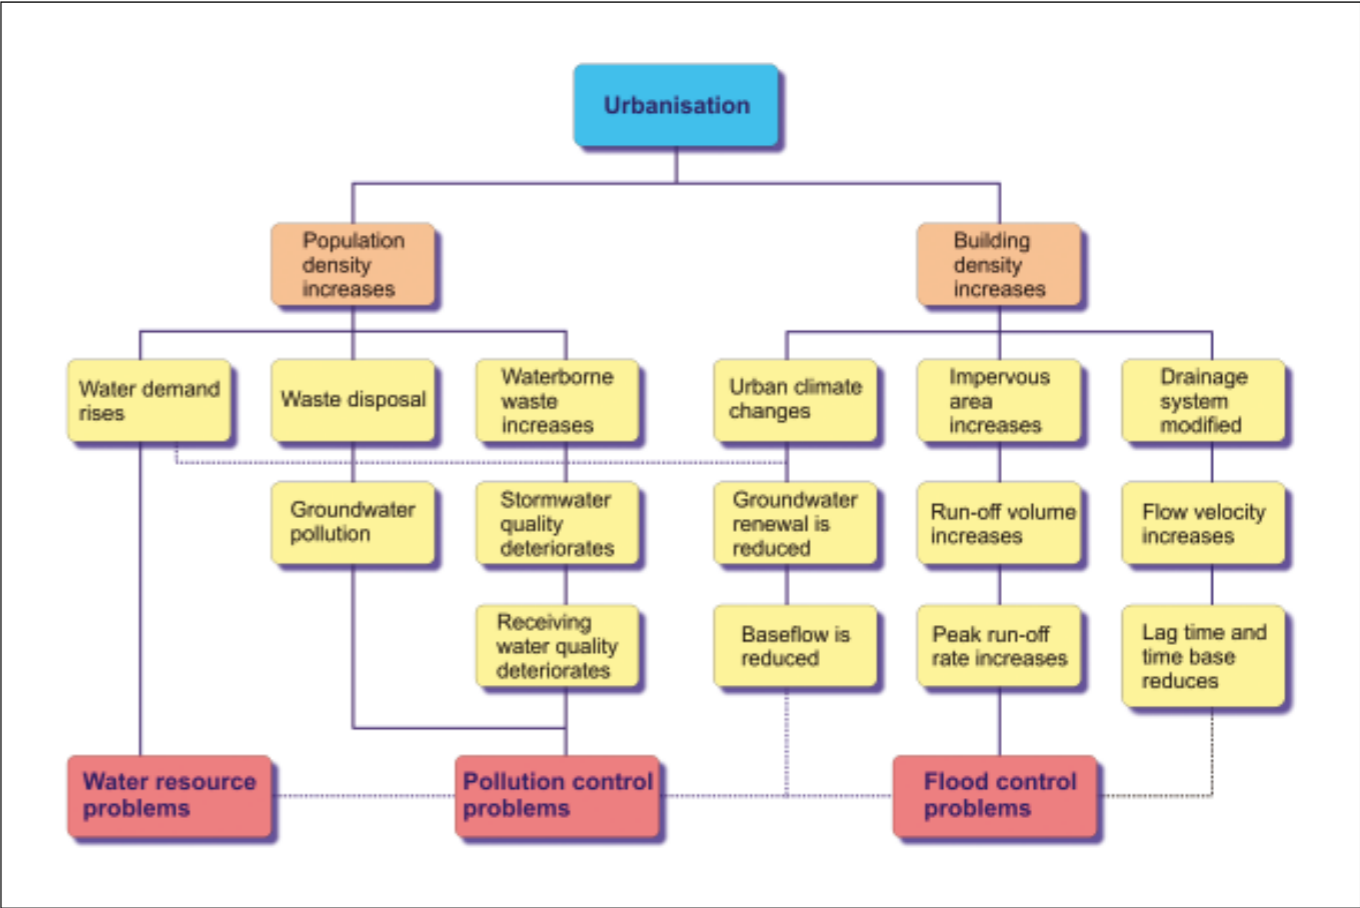 Urbanisation
Population
density
increases
Building
density
increases
Water demand
rises
Waste disposal
Waterborne
waste
increases
Urban climate
changes
Impervous
area
increases
Drainage
system
modified
Groundwater
pollution
Stormwater
quality
deteriorates
Groundwater
renewal is
reduced
Run-off volume
increases
Flow velocity
increases
Receiving
water quality
deteriorates
Baseflow is
reduced
Peak run-off
rate increases
Lag time and
time base
reduces
Water resource
problems
Pollution control
problems
Flood control
problems